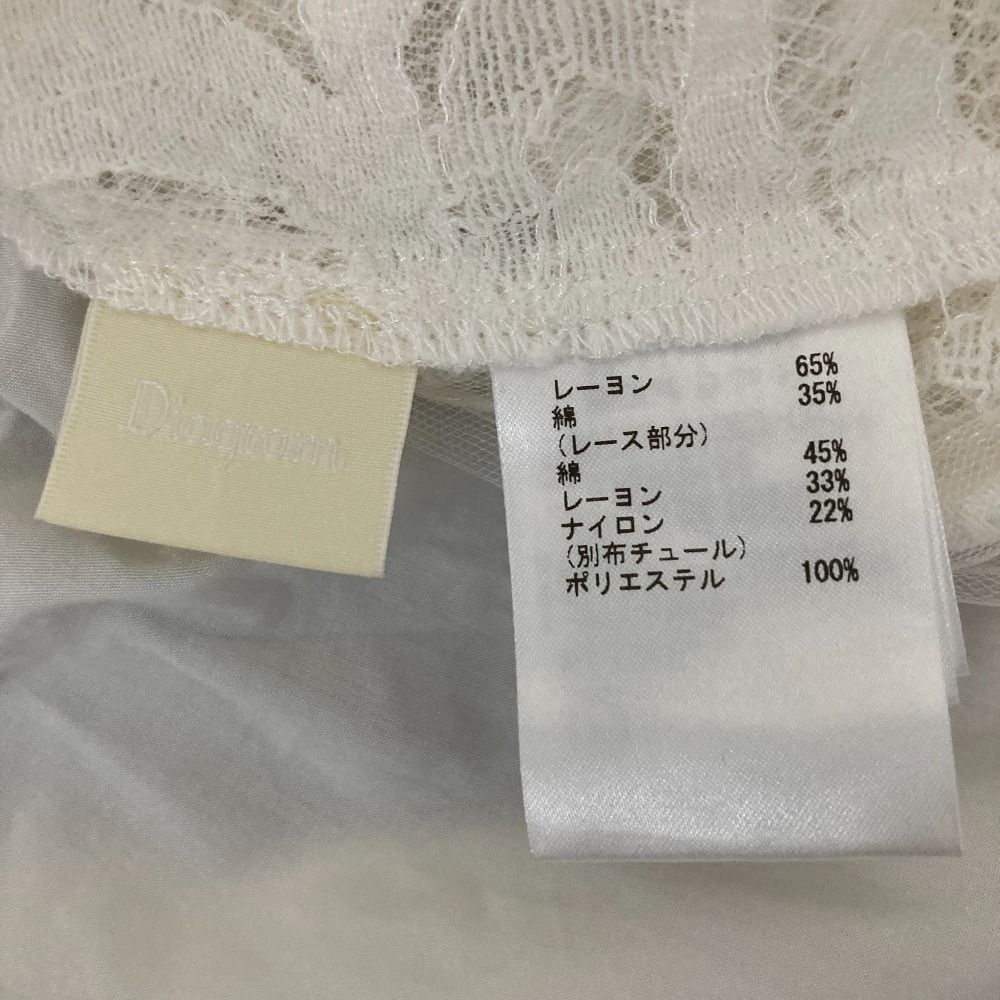 Diagram
レーヨン 65%
綿 35%
(レース部分)
綿 45%
レーヨン 33%
ナイロン 22%
(別布チュール)
ポリエステル 100%